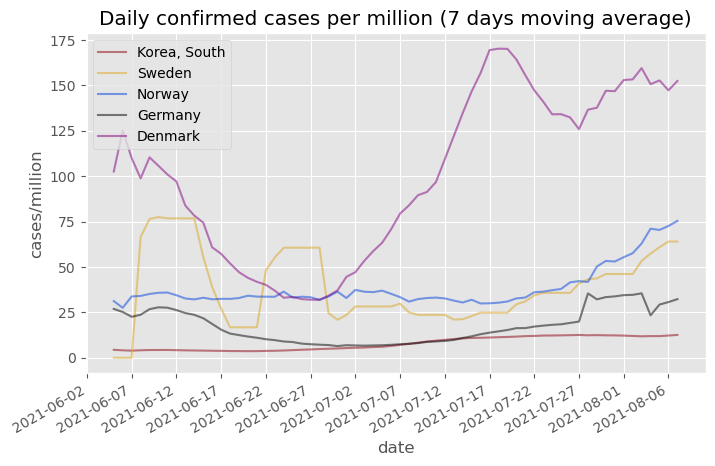 Daily confirmed cases per million (7 days moving average)
175
150
125
100
75
50
25
0
cases/million
Korea, South
Sweden
Norway
Germany
Denmark
2021-06-02
2021-06-07
2021-06-12
2021-06-17
2021-06-22
2021-06-27
2021-07-02
2021-07-07
2021-07-12
2021-07-17
2021-07-22
2021-07-27
2021-08-01
2021-08-06
date